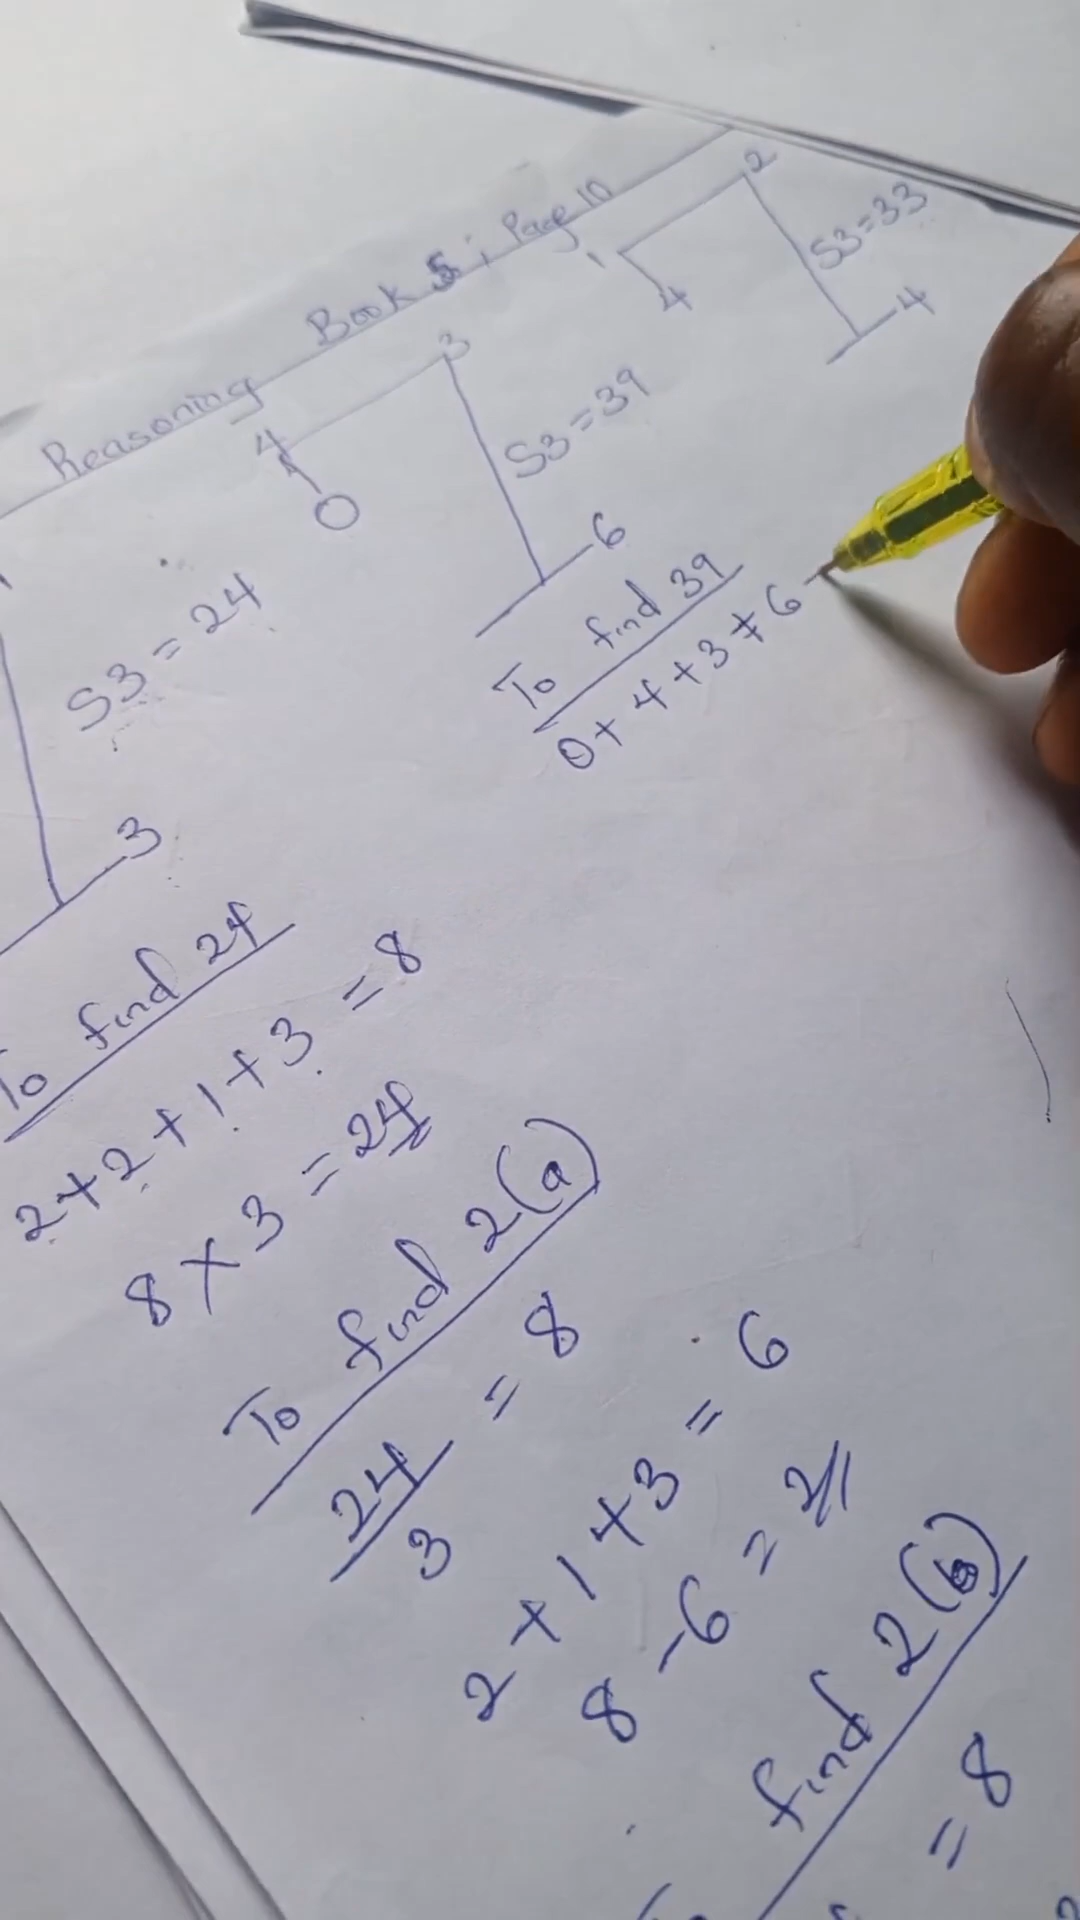 Reasoning Book 5; Page 10
2
1
4
S3=33
4
3
4
0
S3=39
6
S3=24
3
To find 39
0+4+3+6
To find 24
2+2+1+3=8
8×3=24
To find 2(a)
24/3=8
2+1+3=6
8-6=2
find 2(b)
=8